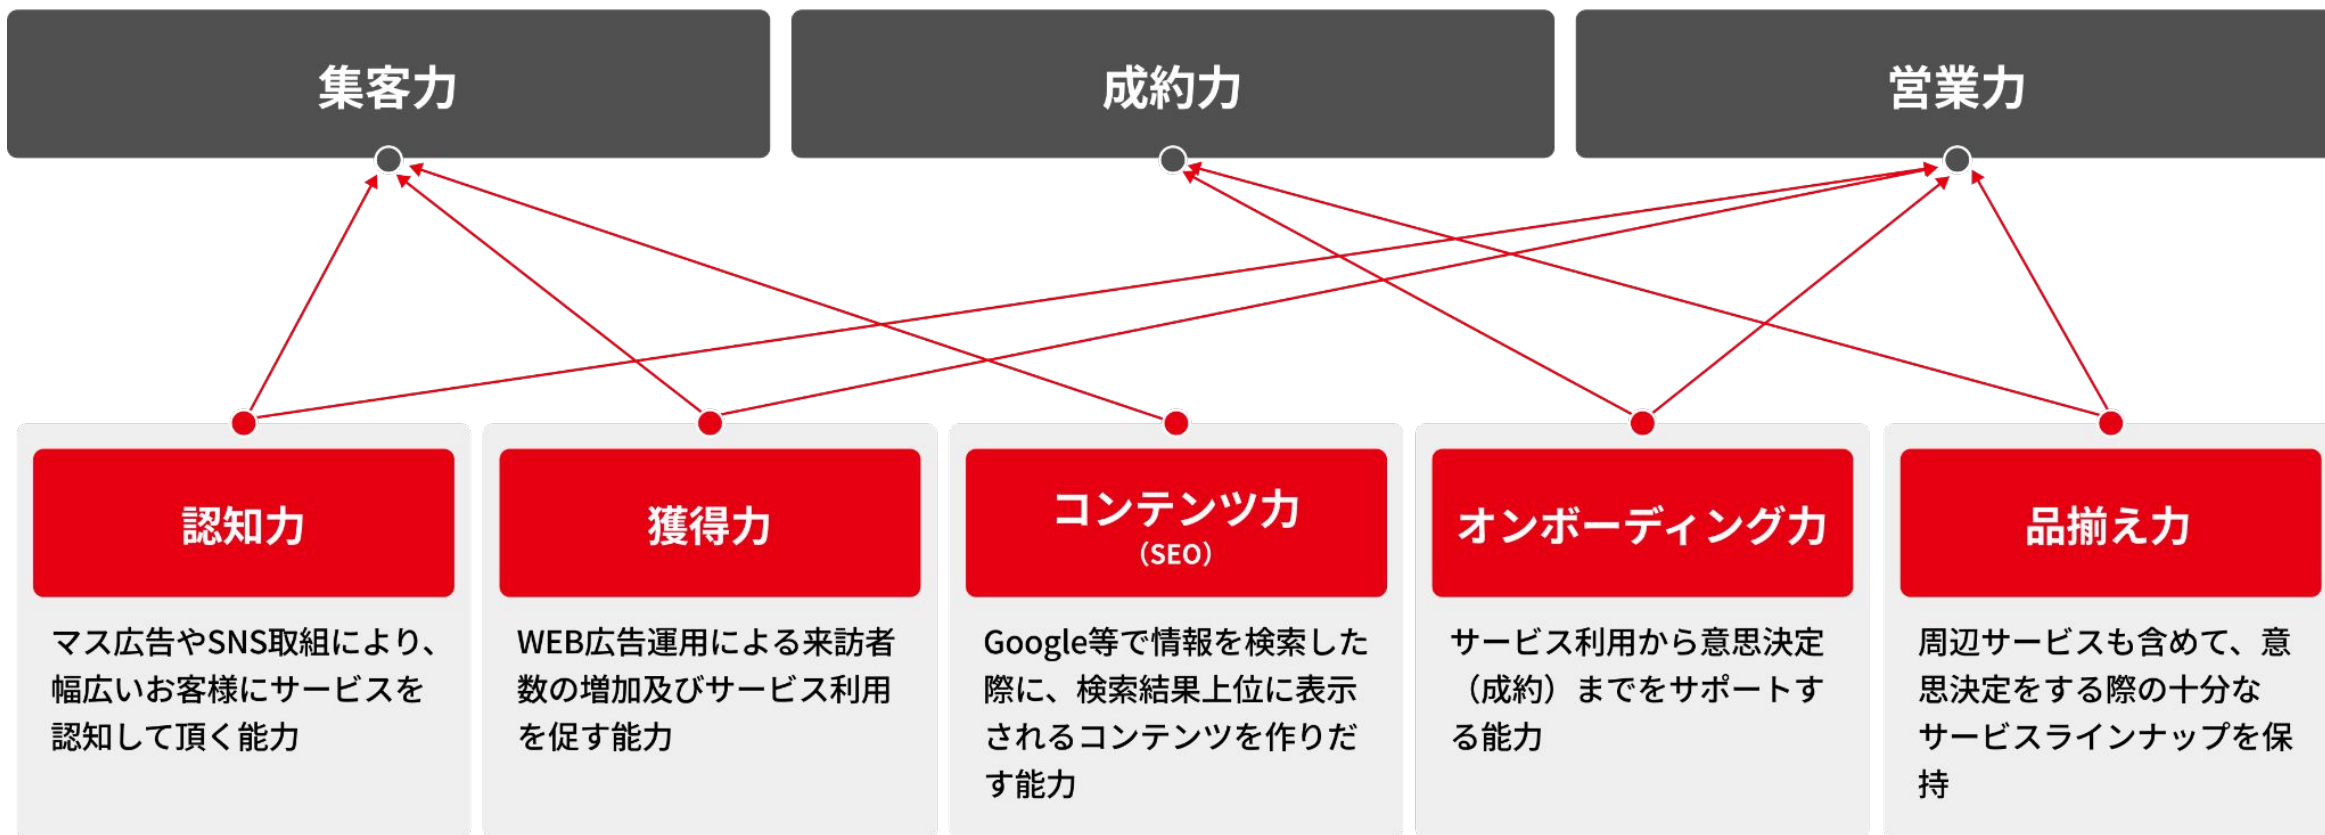 集客力
成約力
営業力
認知力
マス広告やSNS取組により、
幅広いお客様にサービスを
認知して頂く能力
獲得力
WEB広告運用による来訪者
数の増加及びサービス利用
を促す能力
コンテンツ力
（SEO）
Google等で情報を検索した
際に、検索結果上位に表示
されるコンテンツを作りだ
す能力
オンボーディング力
サービス利用から意思決定
（成約）までをサポートす
る能力
品揃え力
周辺サービスも含めて、意
思決定をする際の十分な
サービスラインナップを保
持